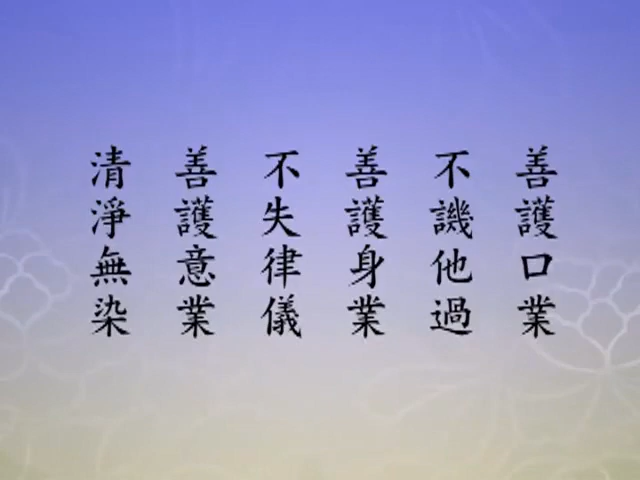 善護口業
不譏他過
善護身業
不失律儀
善護意業
清淨無染